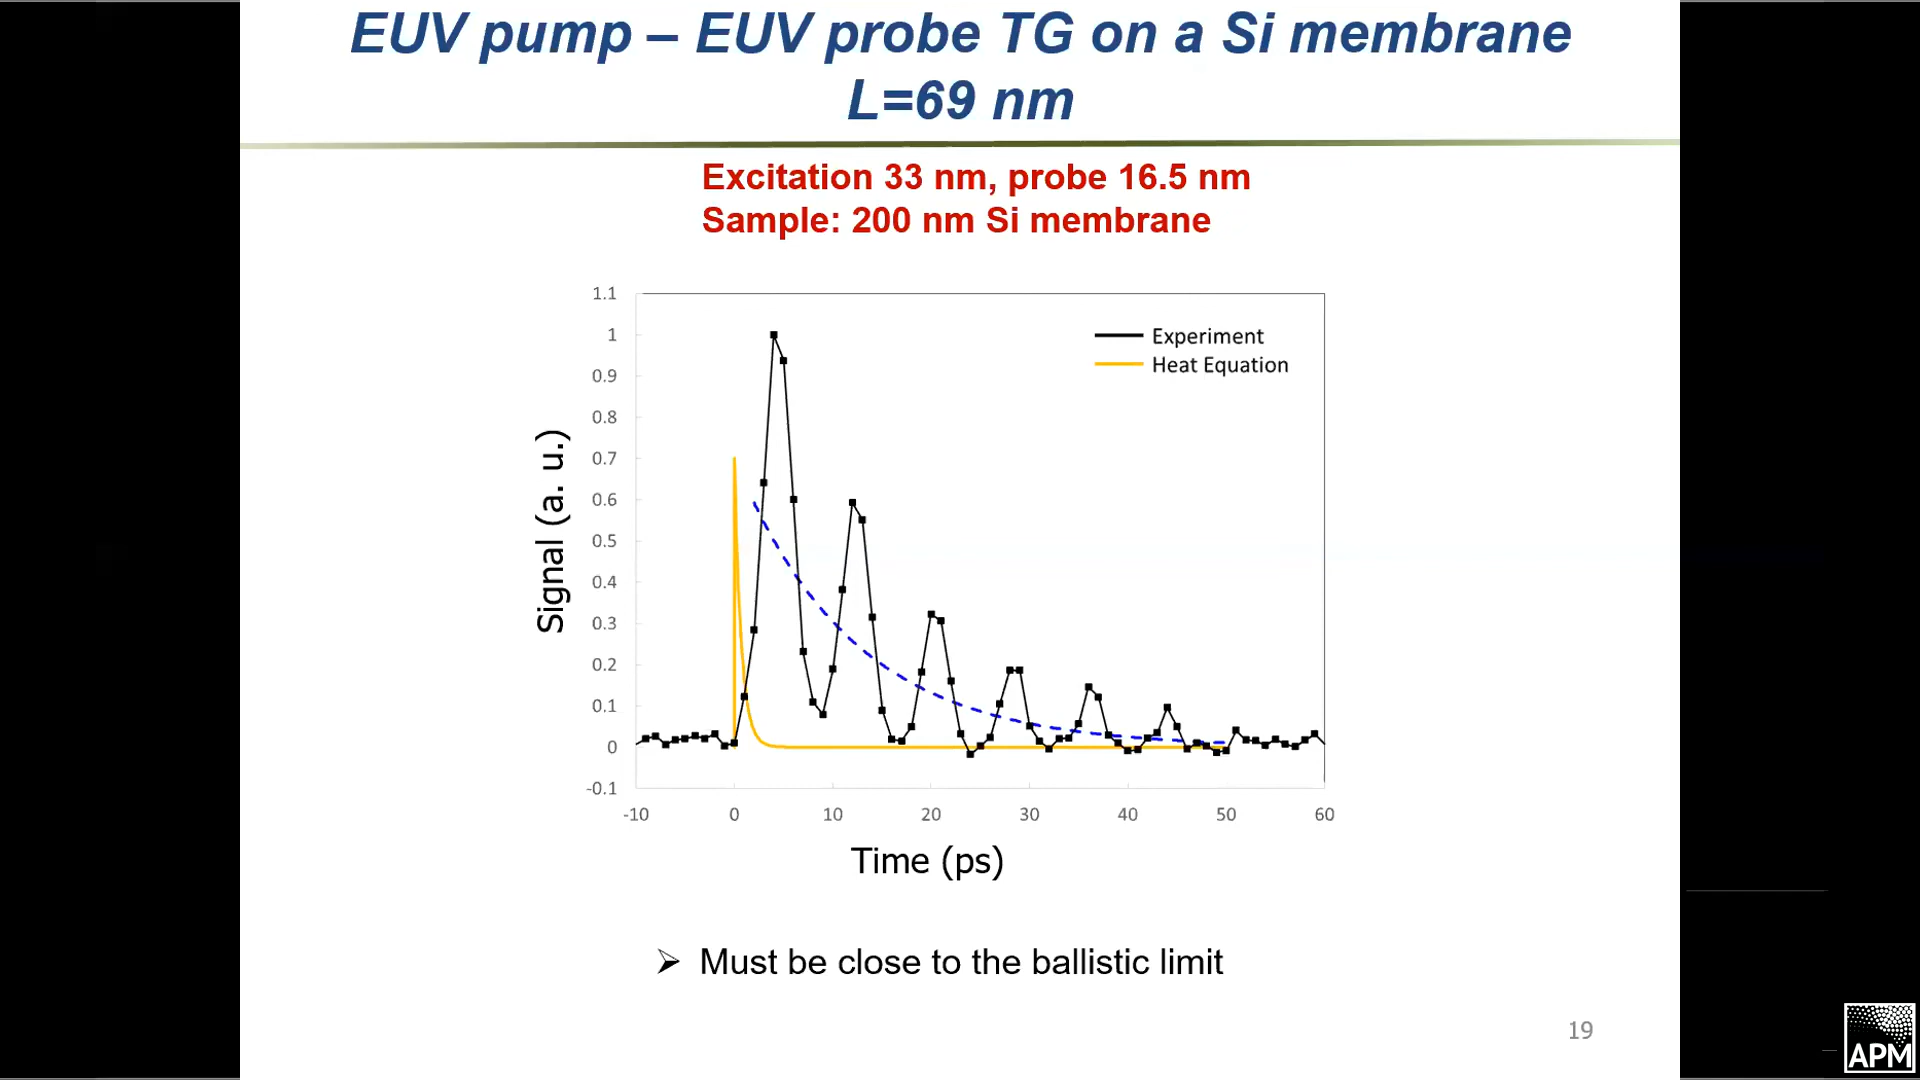 EUV pump – EUV probe TG on a Si membrane
L=69 nm
Excitation 33 nm, probe 16.5 nm
Sample: 200 nm Si membrane
1.1
1
0.9
0.8
0.7
0.6
0.5
0.4
0.3
0.2
0.1
0
-0.1
Signal (a. u.)
Experiment
Heat Equation
-10 0 10 20 30 40 50 60
Time (ps)
➢ Must be close to the ballistic limit
19
APM